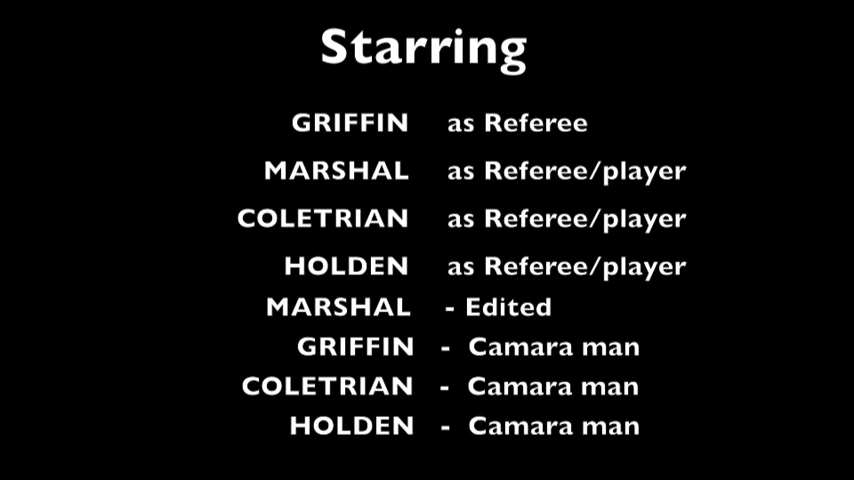 Starring
GRIFFIN as Referee
MARSHAL as Referee/player
COLETRIAN as Referee/player
HOLDEN as Referee/player
MARSHAL - Edited
GRIFFIN - Camara man
COLETRIAN - Camara man
HOLDEN - Camara man